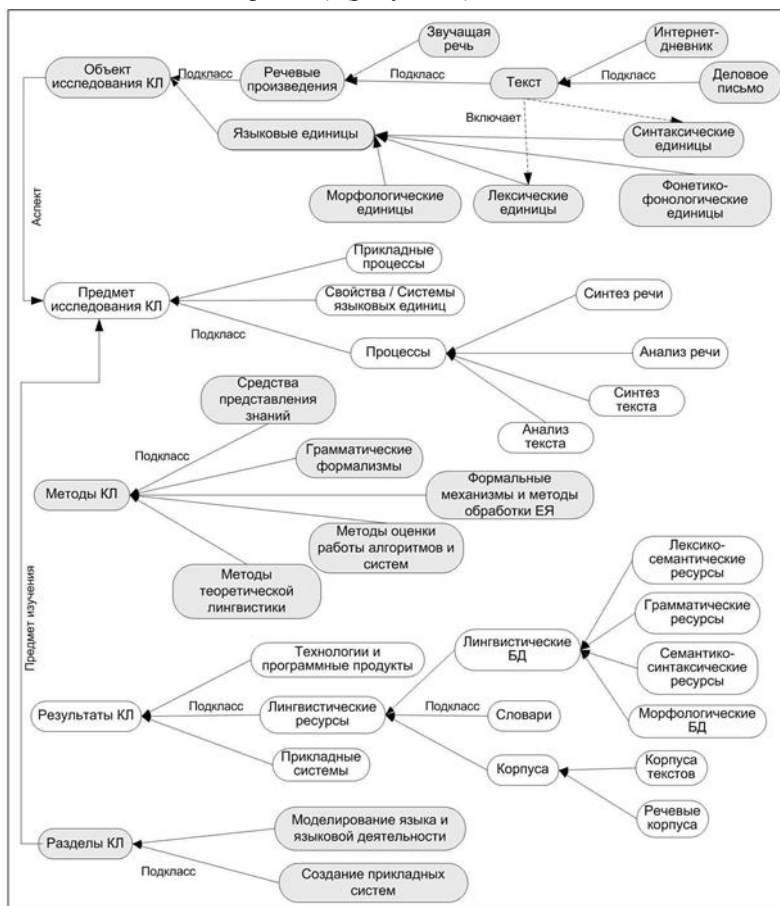 Звучащая
речь
Интернет-
дневник
Объект
исследования КЛ
Подкласс
Речевые
произведения
Подкласс
Текст
Подкласс
Деловое
письмо
Языковые единицы
Включает
Синтаксические
единицы
Морфологические
единицы
Лексические
единицы
Фонетико-
фонологические
единицы
Аспект
Прикладные
процессы
Предмет
исследования КЛ
Свойства / Системы
языковых единиц
Синтез речи
Подкласс
Процессы
Анализ речи
Синтез
текста
Анализ
текста
Средства
представления
знаний
Подкласс
Грамматические
формализмы
Методы КЛ
Формальные
механизмы и методы
обработки ЕЯ
Методы оценки
работы алгоритмов и
систем
Методы
теоретической
лингвистики
Предмет изучения
Лексико-
семантические
ресурсы
Технологии и
программные продукты
Лингвистические
БД
Грамматические
ресурсы
Семантико-
синтаксические
ресурсы
Результаты КЛ
Подкласс
Лингвистические
ресурсы
Подкласс
Словари
Морфологические
БД
Прикладные
системы
Корпуса
Корпуса
текстов
Речевые
корпуса
Моделирование языка и
языковой деятельности
Разделы КЛ
Подкласс
Создание прикладных
систем